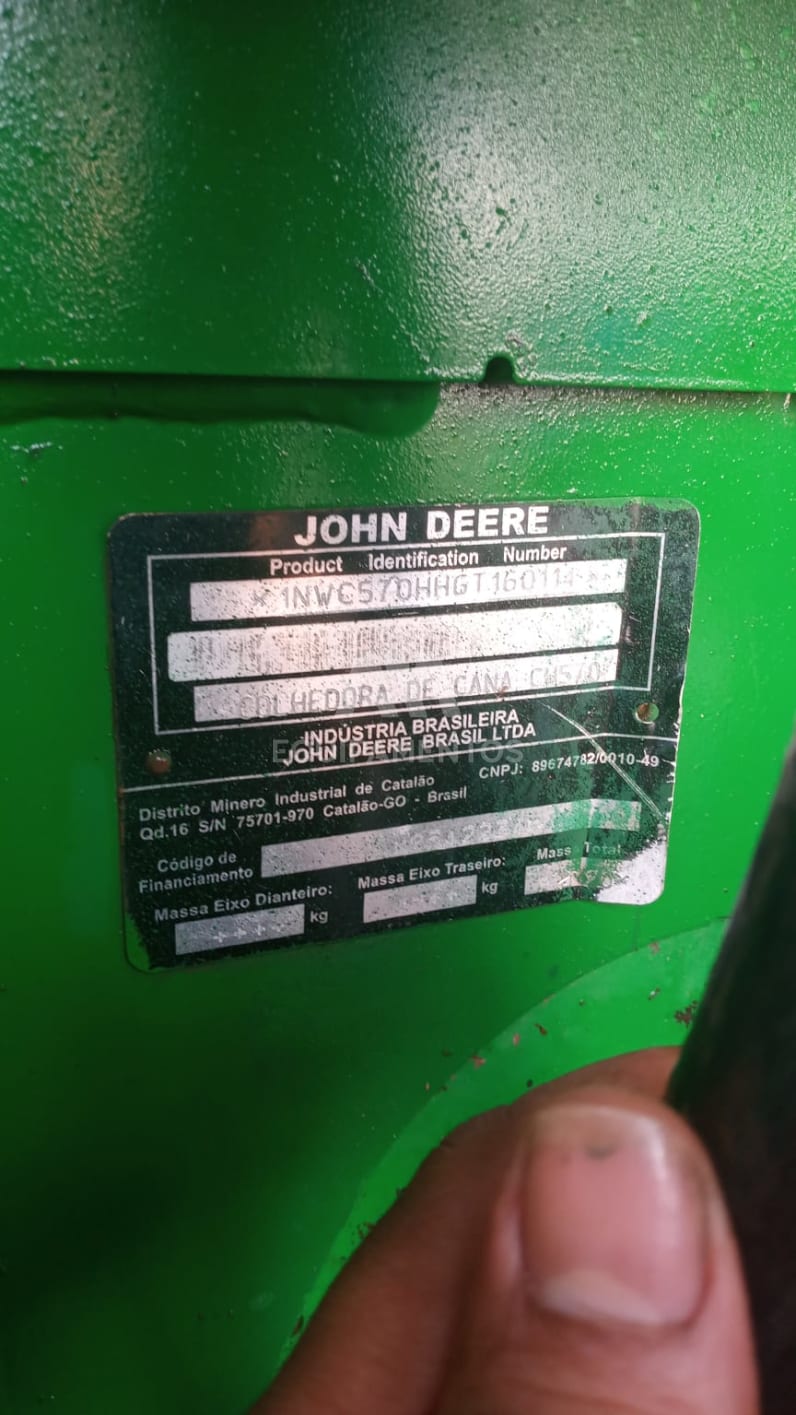 JOHN DEERE
Product Identification Number
*1NWC570HHGT160114*
COLHEDORA DE CANA CH570
INDÚSTRIA BRASILEIRA
JOHN DEERE BRASIL LTDA
EQUIPAMENTOS
CNPJ: 89674782/0010-49
Distrito Minero Industrial de Catalão
Qd.16 S/N 75701-970 Catalão-GO - Brasil
Código de
Financiamento
Massa Eixo Dianteiro: Massa Eixo Traseiro: Mass Total
++++ kg kg